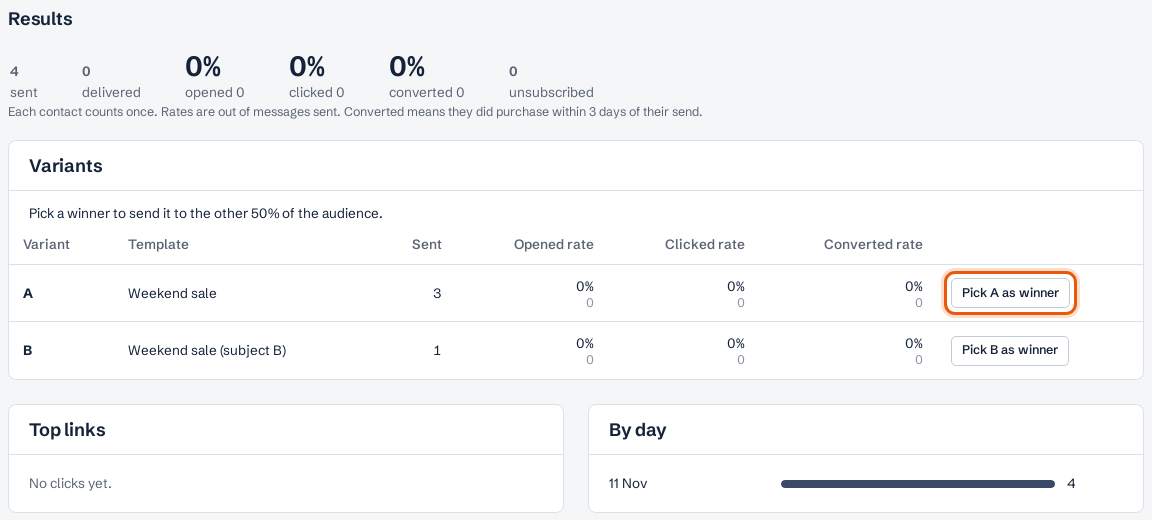 Results
4 0 0% 0% 0% 0
sent delivered opened 0 clicked 0 converted 0 unsubscribed
Each contact counts once. Rates are out of messages sent. Converted means they did purchase within 3 days of their send.
Variants
Pick a winner to send it to the other 50% of the audience.
Variant Template Sent Opened rate Clicked rate Converted rate
A Weekend sale 3 0% 0% 0% Pick A as winner
0 0 0
B Weekend sale (subject B) 1 0% 0% 0% Pick B as winner
0 0 0
Top links
No clicks yet.
By day
11 Nov 4